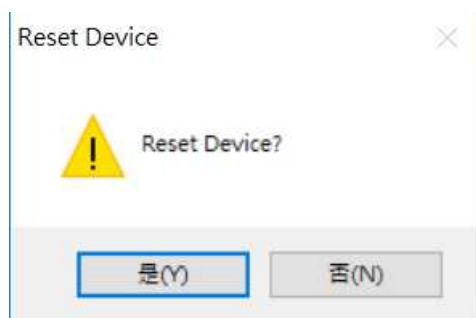 Reset Device
Reset Device?
是(Y)
否(N)